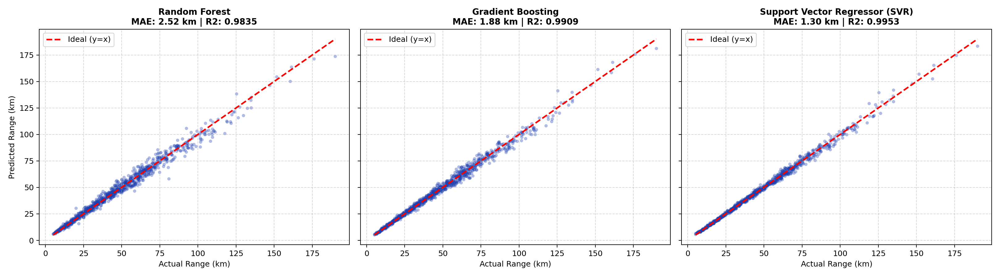 Random Forest
MAE: 2.52 km | R2: 0.9835
Ideal (y=x)
Predicted Range (km)
175
150
125
100
75
50
25
0
0 25 50 75 100 125 150 175
Actual Range (km)
Gradient Boosting
MAE: 1.88 km | R2: 0.9909
Ideal (y=x)
0 25 50 75 100 125 150 175
Actual Range (km)
Support Vector Regressor (SVR)
MAE: 1.30 km | R2: 0.9953
Ideal (y=x)
0 25 50 75 100 125 150 175
Actual Range (km)